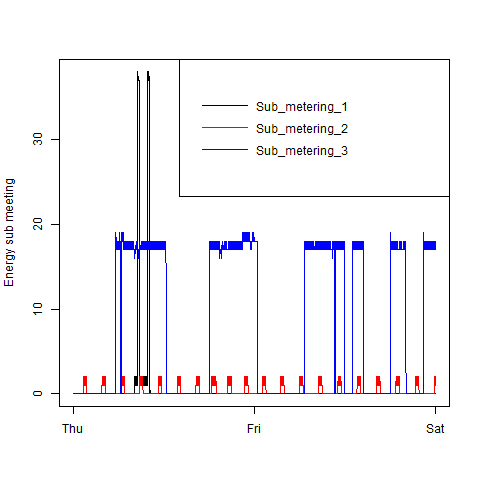 Sub_metering_1
Sub_metering_2
Sub_metering_3
Energy sub meeting
30
20
10
0
Thu Fri Sat